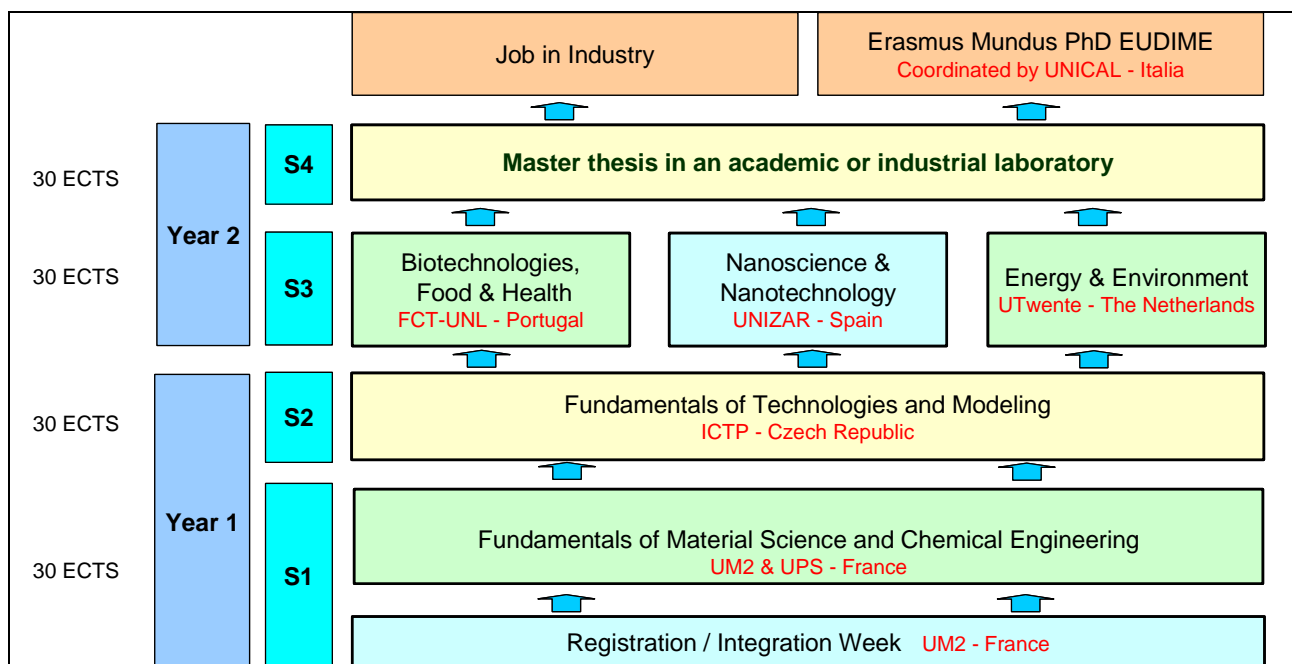 Job in Industry
Erasmus Mundus PhD EUDIME
Coordinated by UNICAL - Italia
30 ECTS
Year 2
S4
Master thesis in an academic or industrial laboratory
30 ECTS
S3
Biotechnologies,
Food & Health
FCT-UNL - Portugal
Nanoscience &
Nanotechnology
UNIZAR - Spain
Energy & Environment
UTwente - The Netherlands
30 ECTS
Year 1
S2
Fundamentals of Technologies and Modeling
ICTP - Czech Republic
30 ECTS
S1
Fundamentals of Material Science and Chemical Engineering
UM2 & UPS - France
Registration / Integration Week UM2 - France